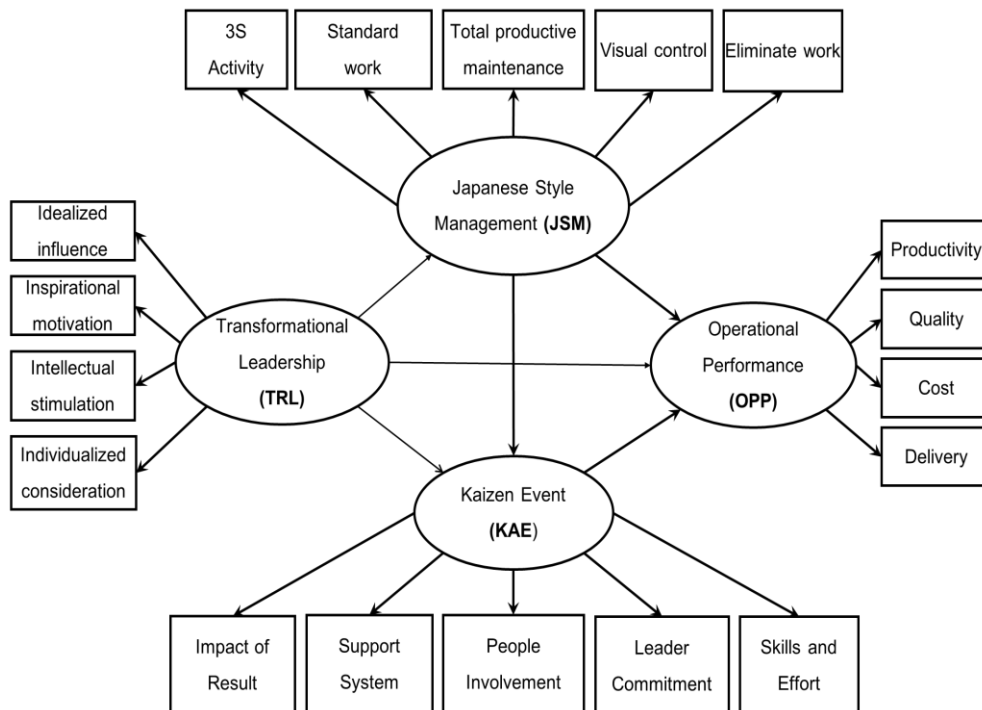 3S
Activity
Standard
work
Total productive
maintenance
Visual control
Eliminate work
Japanese Style
Management (JSM)
Idealized
influence
Inspirational
motivation
Intellectual
stimulation
Individualized
consideration
Transformational
Leadership
(TRL)
Operational
Performance
(OPP)
Productivity
Quality
Cost
Delivery
Kaizen Event
(KAE)
Impact of
Result
Support
System
People
Involvement
Leader
Commitment
Skills and
Effort